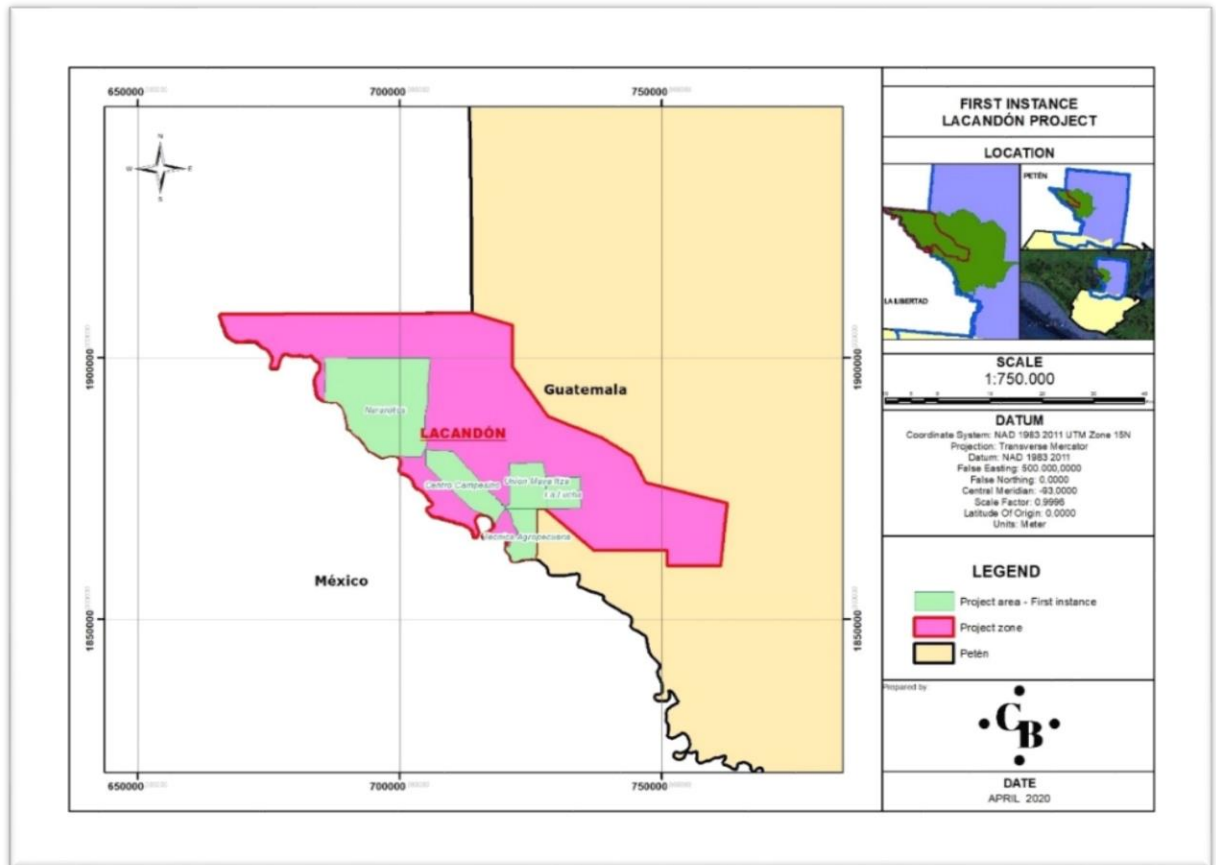 650000
700000
750000
N
W E
S
1900000
1900000
Guatemala
Naranitos
LACANDÓN
Centro Campesino
Union Maya Itza
La Lucha
Tecnica Agropecuaria
México
1850000
1850000
650000
700000
750000
FIRST INSTANCE
LACANDÓN PROJECT
LOCATION
PETÉN
LA LIBERTAD
SCALE
1:750.000
DATUM
Coordinate System: NAD 1983 2011 UTM Zone 15N
Projection: Transverse Mercator
Datum: NAD 1983 2011
False Easting: 500.000,0000
False Northing: 0.0000
Central Meridian: -93.0000
Scale Factor: 0.9996
Latitude Of Origin: 0.0000
Units: Meter
LEGEND
Project area - First instance
Project zone
Petén
Prepared by
CB
DATE
APRIL 2020